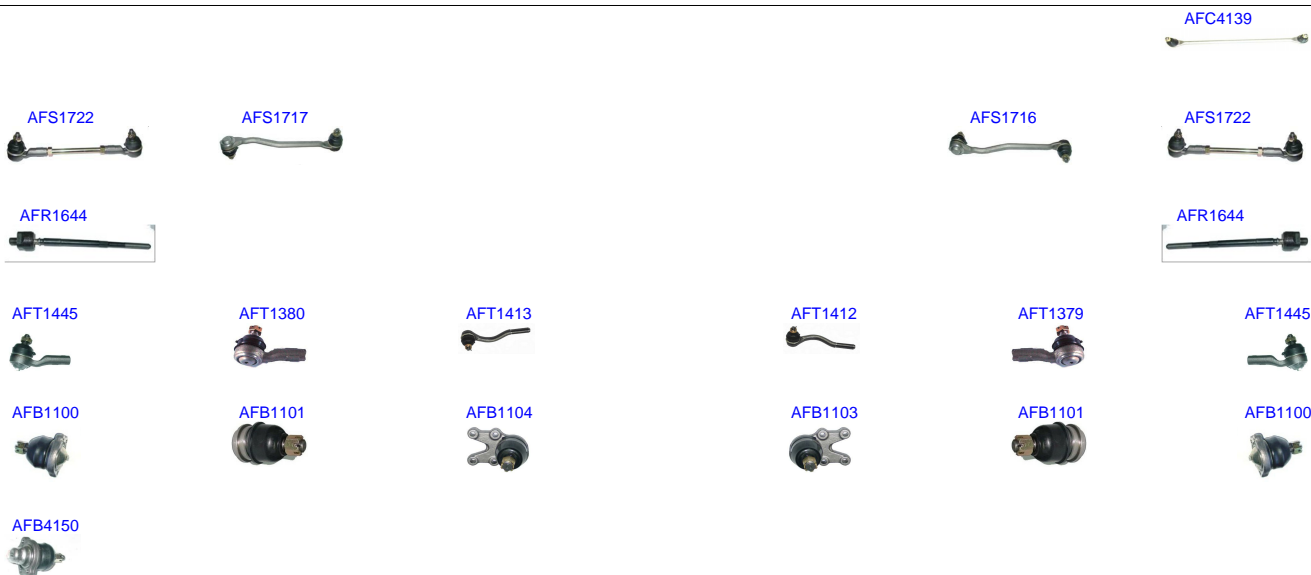 AFC4139
AFS1722 AFS1717 AFS1716 AFS1722
AFR1644 AFR1644
AFT1445 AFT1380 AFT1413 AFT1412 AFT1379 AFT1445
AFB1100 AFB1101 AFB1104 AFB1103 AFB1101 AFB1100
AFB4150